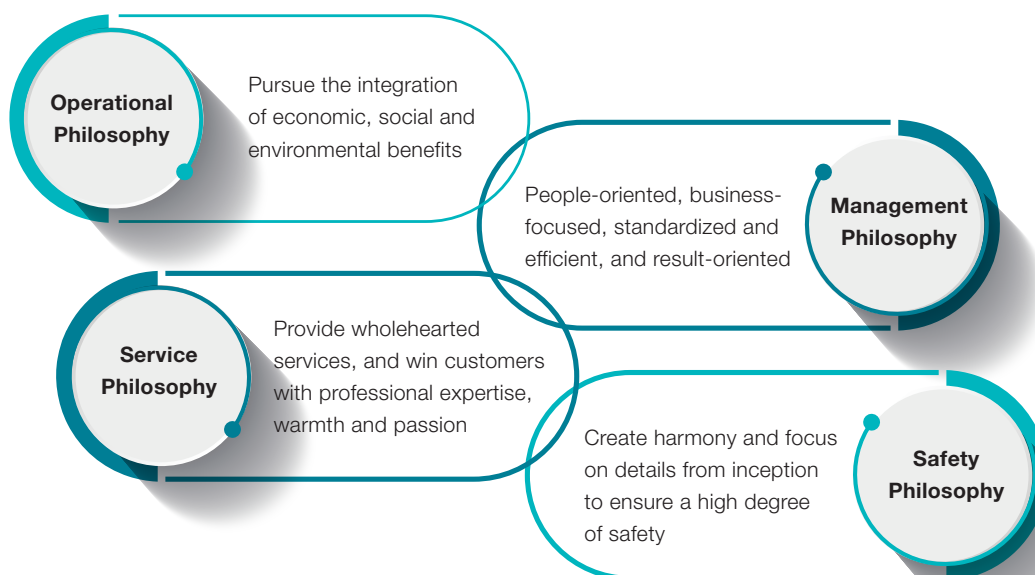 Operational
Philosophy
Pursue the integration
of economic, social and
environmental benefits
People-oriented, business-
focused, standardized and
efficient, and result-oriented
Management
Philosophy
Service
Philosophy
Provide wholehearted
services, and win customers
with professional expertise,
warmth and passion
Create harmony and focus
on details from inception
to ensure a high degree
of safety
Safety
Philosophy